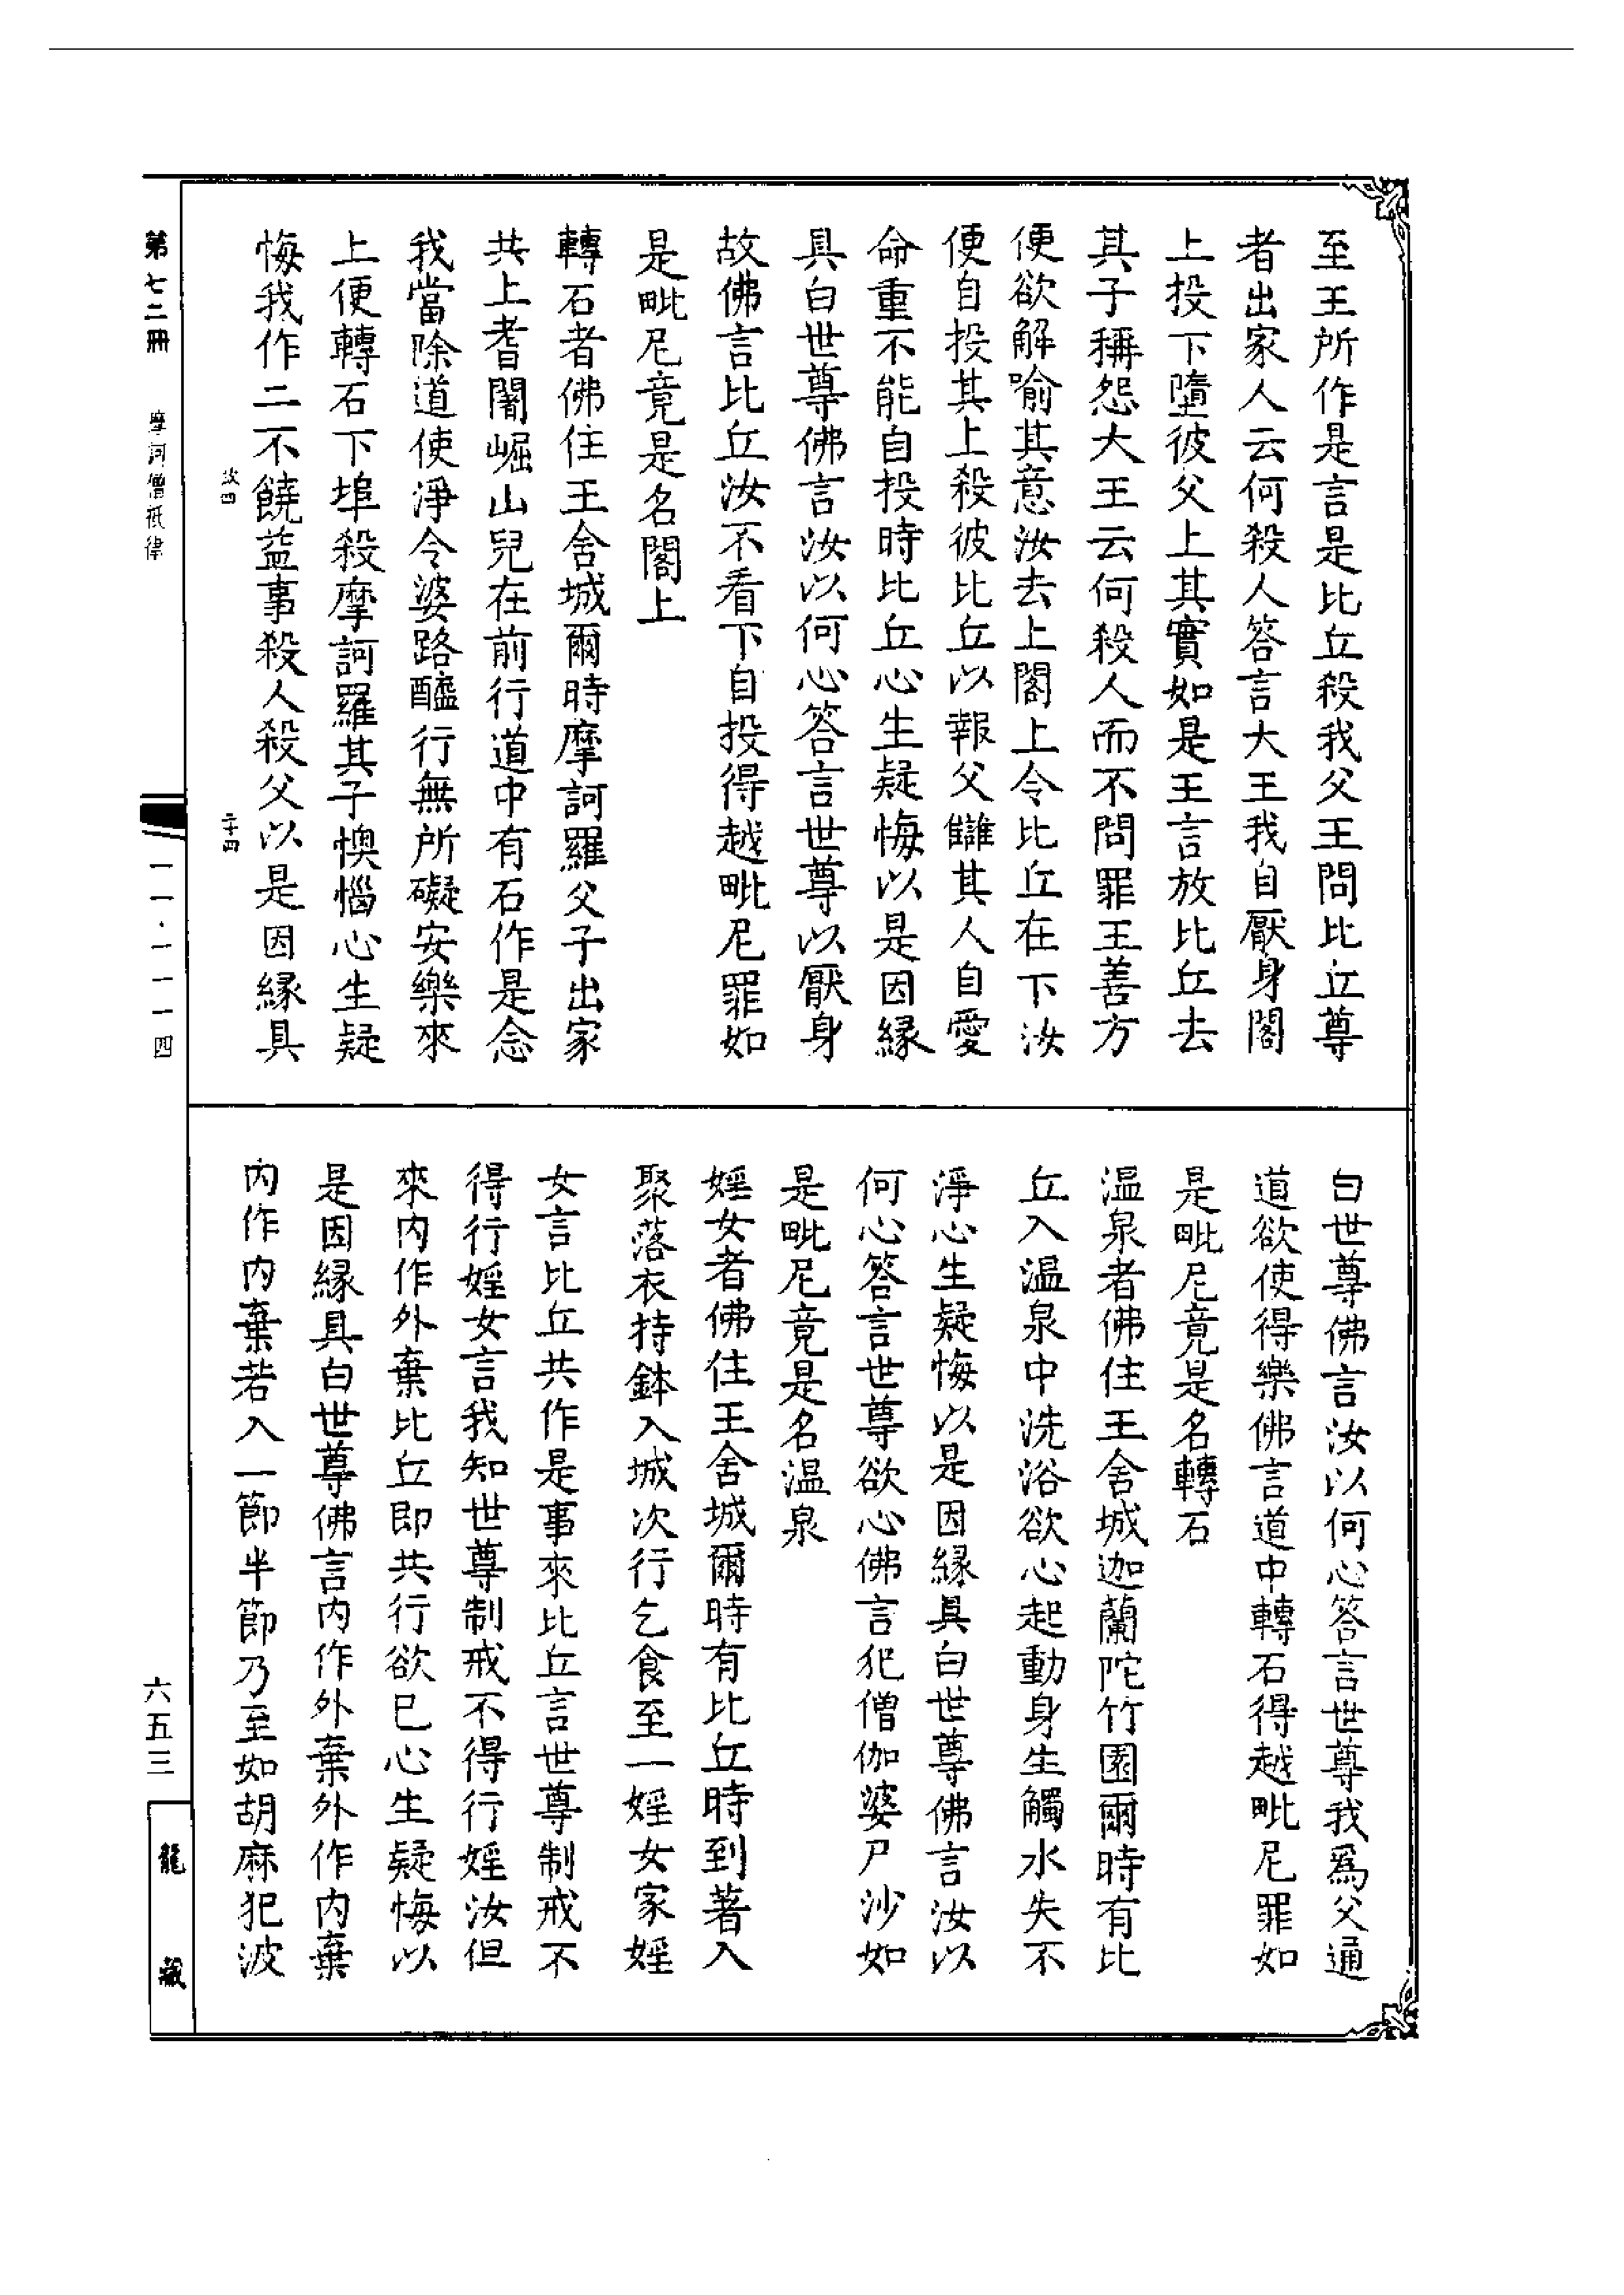 至王所作是言是比丘殺我父王問比丘尊
者出家人云何殺人答言大王我自厭身閣
上投下墮彼父上其實如是王言放比丘去
其子稱怨大王云何殺人而不問罪王善方
便欲解喻其意汝去上閣上令比丘在下汝
便自投其上殺彼比丘以報父讎其人自愛
命重不能自投時比丘心生疑悔以是因緣
具白世尊佛言汝以何心答言世尊以厭身
故佛言比丘汝不看下自投得越毗尼罪如
是毗尼竟是名閣上
轉石者佛住王舍城爾時摩訶羅父子出家
共上耆闍崛山兒在前行道中有石作是念
我當除道使淨令婆路醯行無所礙安樂來
上便轉石下埠殺摩訶羅其子懊惱心生疑
悔我作二不饒益事殺人殺父以是因緣具
白世尊佛言汝以何心答言世尊我爲父通
道欲使得樂佛言道中轉石得越毗尼罪如
是毗尼竟是名轉石
温泉者佛住王舍城迦蘭陀竹園爾時有比
丘入温泉中洗浴欲心起動身生觸水失不
淨心生疑悔以是因緣具白世尊佛言汝以
何心答言世尊欲心佛言犯僧伽婆尸沙如
是毗尼竟是名温泉
婬女者佛住王舍城爾時有比丘時到著入
聚落衣持鉢入城次行乞食至一婬女家婬
女言比丘共作是事來比丘言世尊制戒不
得行婬女言我知世尊制戒不得行婬汝但
來内作外棄比丘即共行欲已心生疑悔以
是因緣具白世尊佛言内作外棄外作内棄
内作内棄若入一節半節乃至如胡麻犯波
第七二冊 摩訶僧祇律
二十四
一一·一一一四
六五三
龍藏